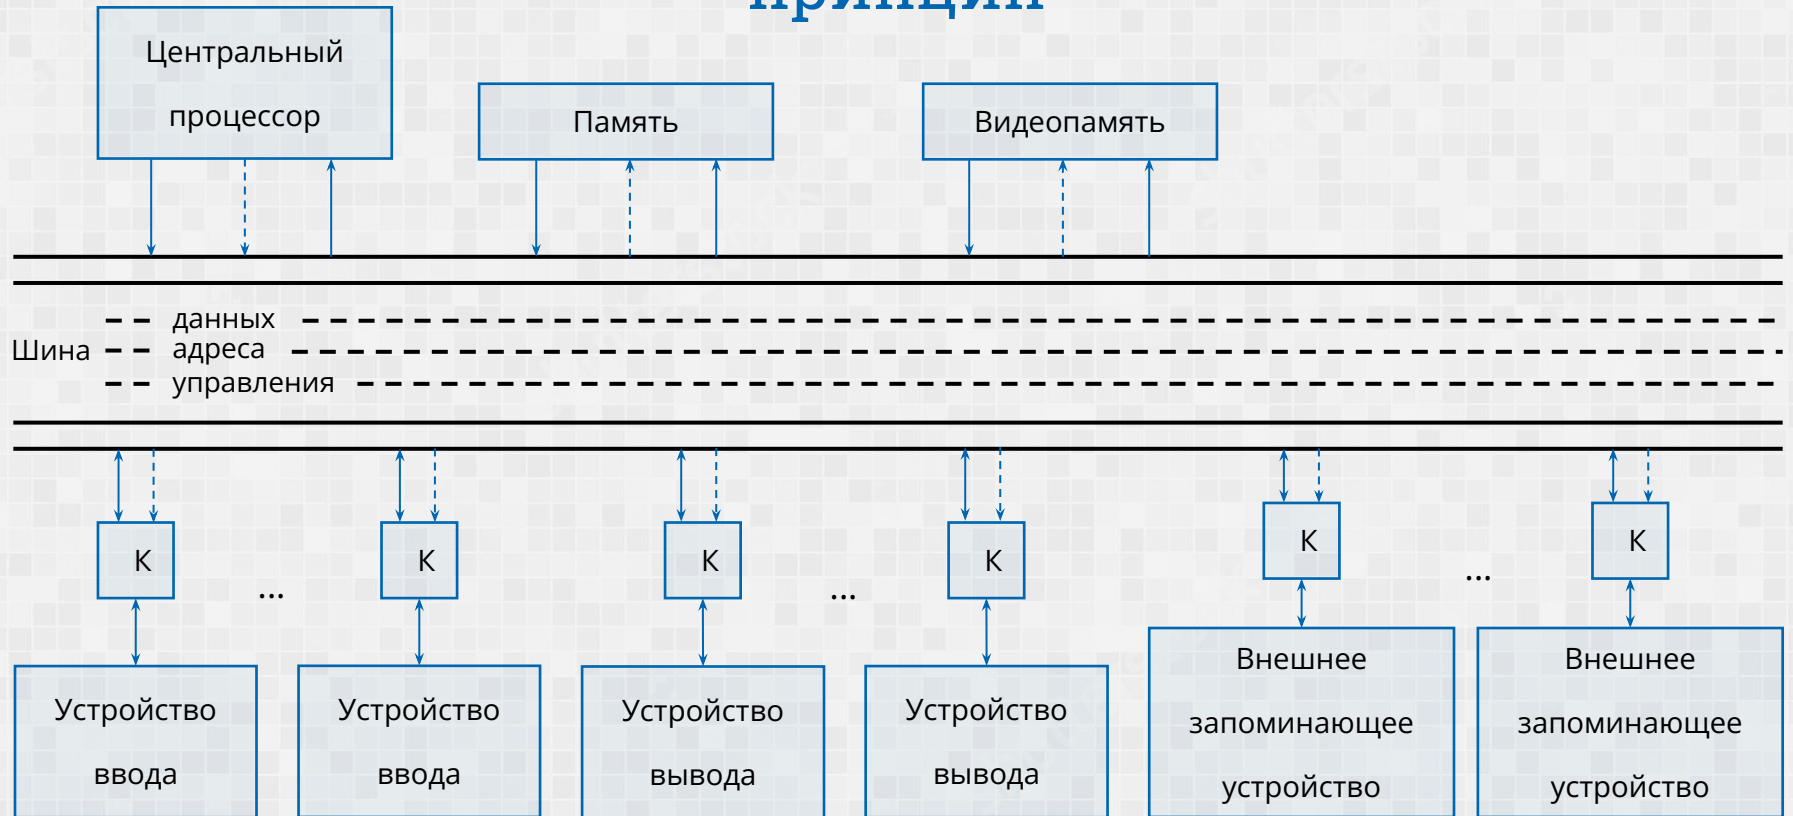 принцип
Центральный
процессор
Память
Видеопамять
данных
Шина
адреса
управления
К
К
К
К
К
К
...
...
...
Устройство
ввода
Устройство
ввода
Устройство
вывода
Устройство
вывода
Внешнее
запоминающее
устройство
Внешнее
запоминающее
устройство